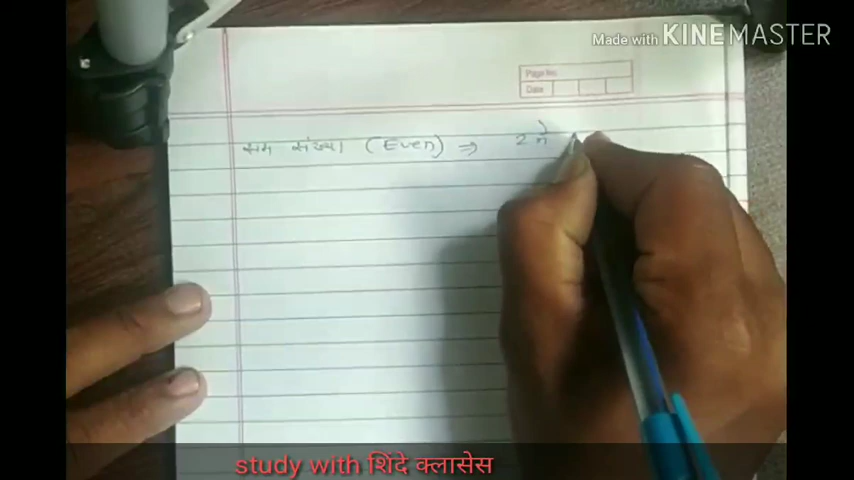 Made with KINEMASTER
Page No.
Date
सम संख्या (Even) ⇒ 2 ने
study with शिंदे क्लासेस